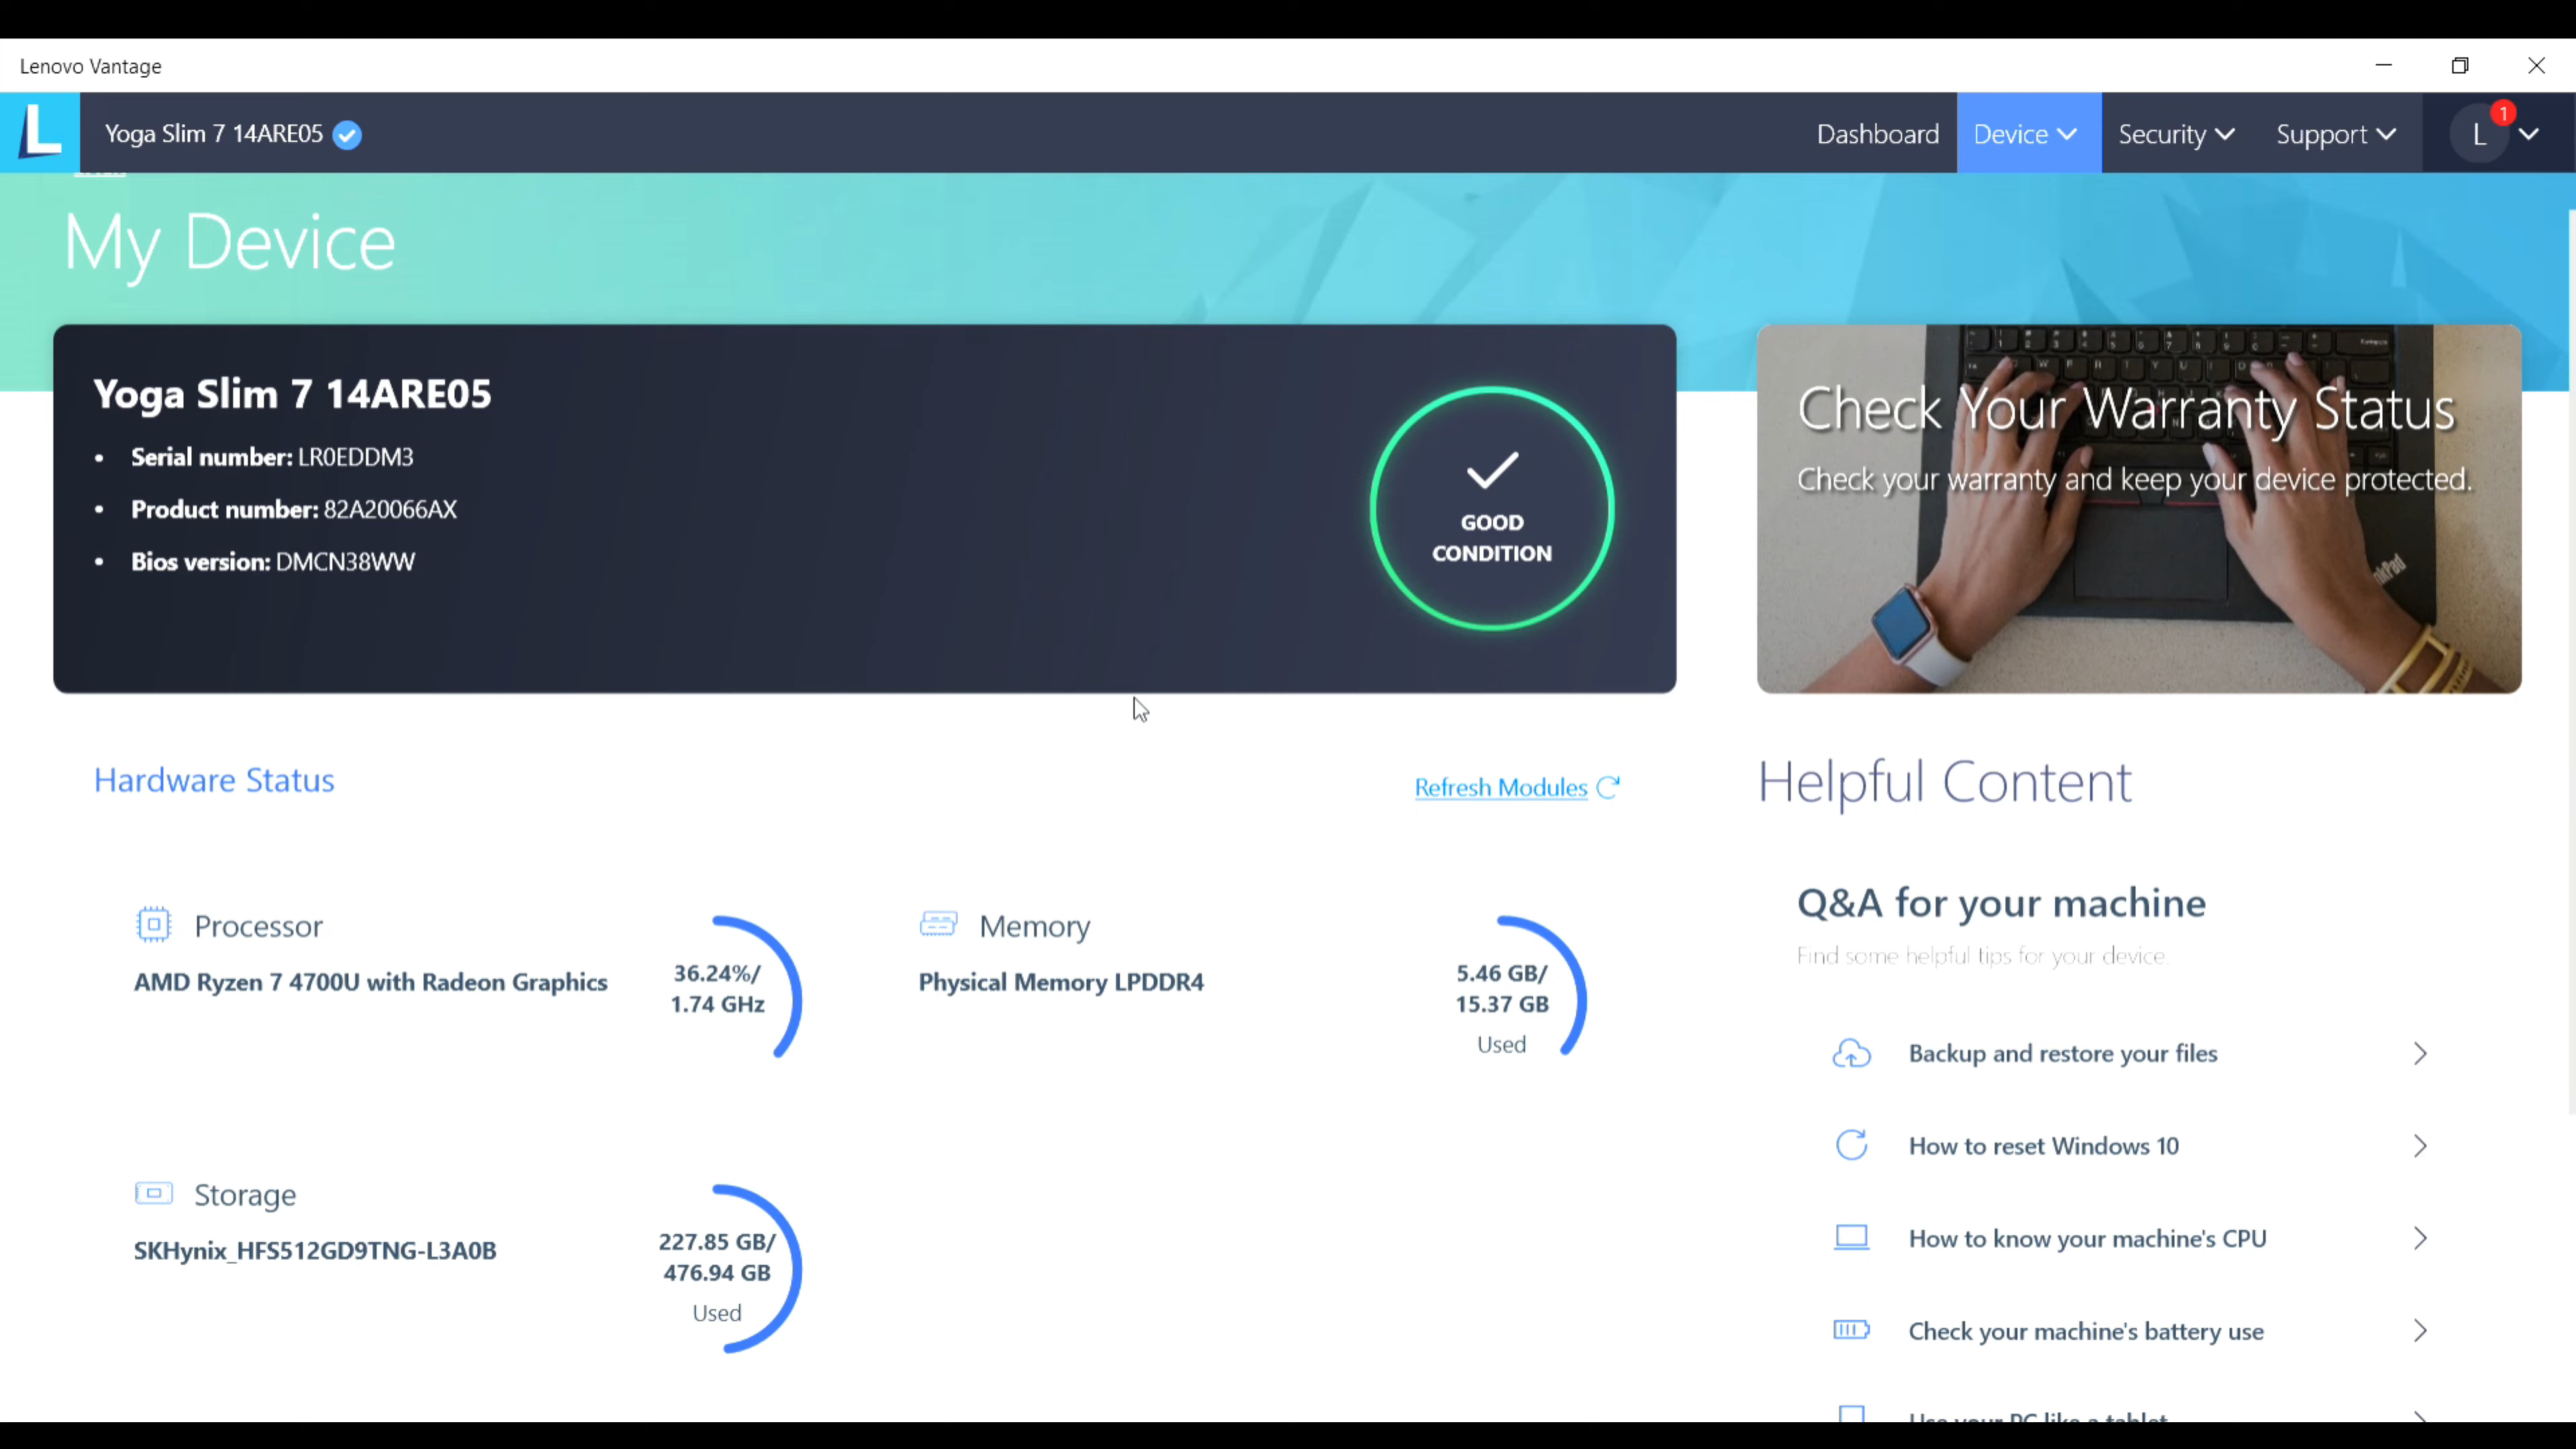 Lenovo Vantage
Yoga Slim 7 14ARE05
Dashboard
Device
Security
Support
L
1
My Device
Yoga Slim 7 14ARE05
• Serial number: LR0EDDM3
• Product number: 82A20066AX
• Bios version: DMCN38WW
GOOD
CONDITION
Check Your Warranty Status
Check your warranty and keep your device protected.
Hardware Status
Refresh Modules
Processor
AMD Ryzen 7 4700U with Radeon Graphics
36.24%/
1.74 GHz
Memory
Physical Memory LPDDR4
5.46 GB/
15.37 GB
Used
Storage
SKHynix_HFS512GD9TNG-L3A0B
227.85 GB/
476.94 GB
Used
Helpful Content
Q&A for your machine
Find some helpful tips for your device.
Backup and restore your files
How to reset Windows 10
How to know your machine's CPU
Check your machine's battery use
Use your PC like a tablet